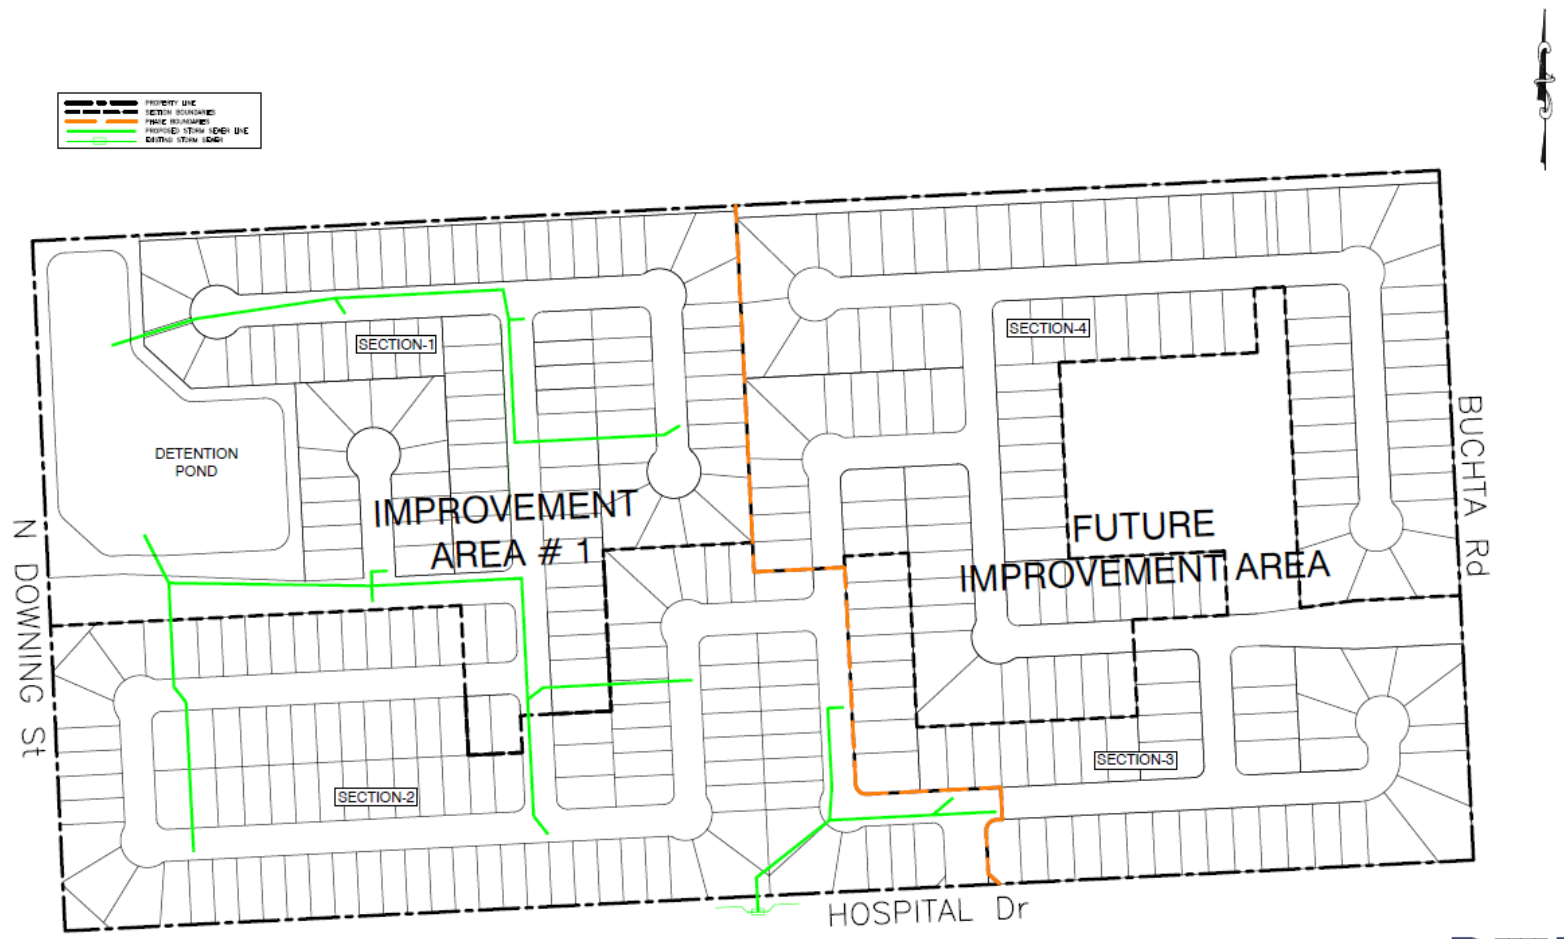 PROPERTY LINE
SECTION BOUNDARIES
PHASE BOUNDARIES
PROPOSED STORM SEWER LINE
EXISTING STORM SEWER
SECTION-1
SECTION-4
DETENTION
POND
IMPROVEMENT
AREA # 1
FUTURE
IMPROVEMENT AREA
BUCHTA Rd
N DOWNING St
SECTION-2
SECTION-3
HOSPITAL Dr